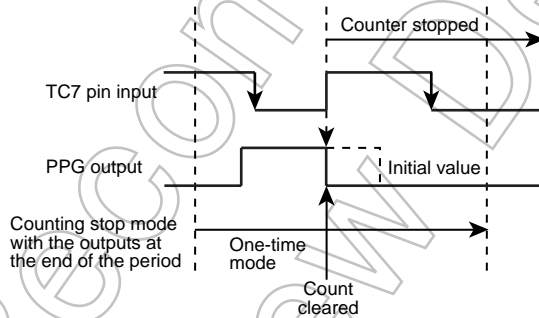 Counter stopped
TC7 pin input
PPG output
Initial value
Counting stop mode
with the outputs at
the end of the period
One-time
mode
Count
cleared